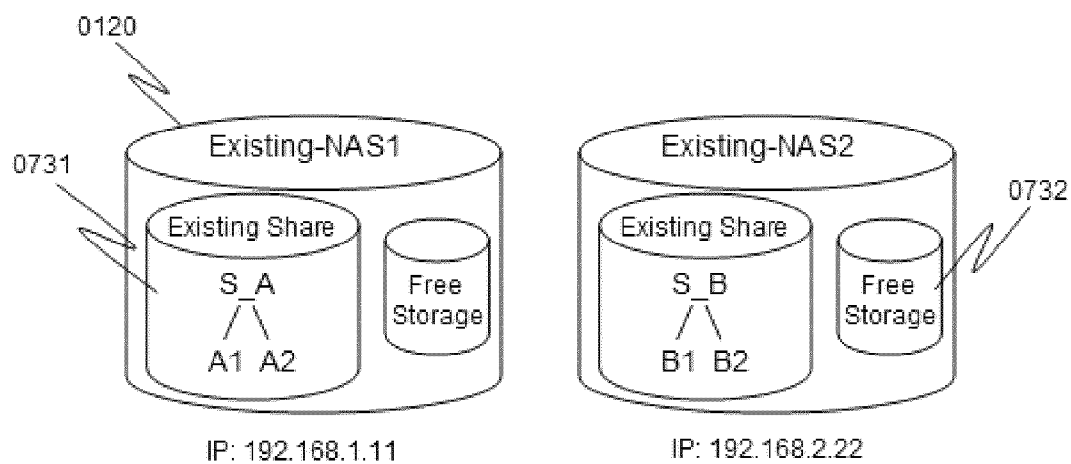 0120
Existing-NAS1
Existing-NAS2
0731
0732
Existing Share
Existing Share
S_A
Free
Storage
S_B
Free
Storage
A1 A2
B1 B2
IP: 192.168.1.11
IP: 192.168.2.22